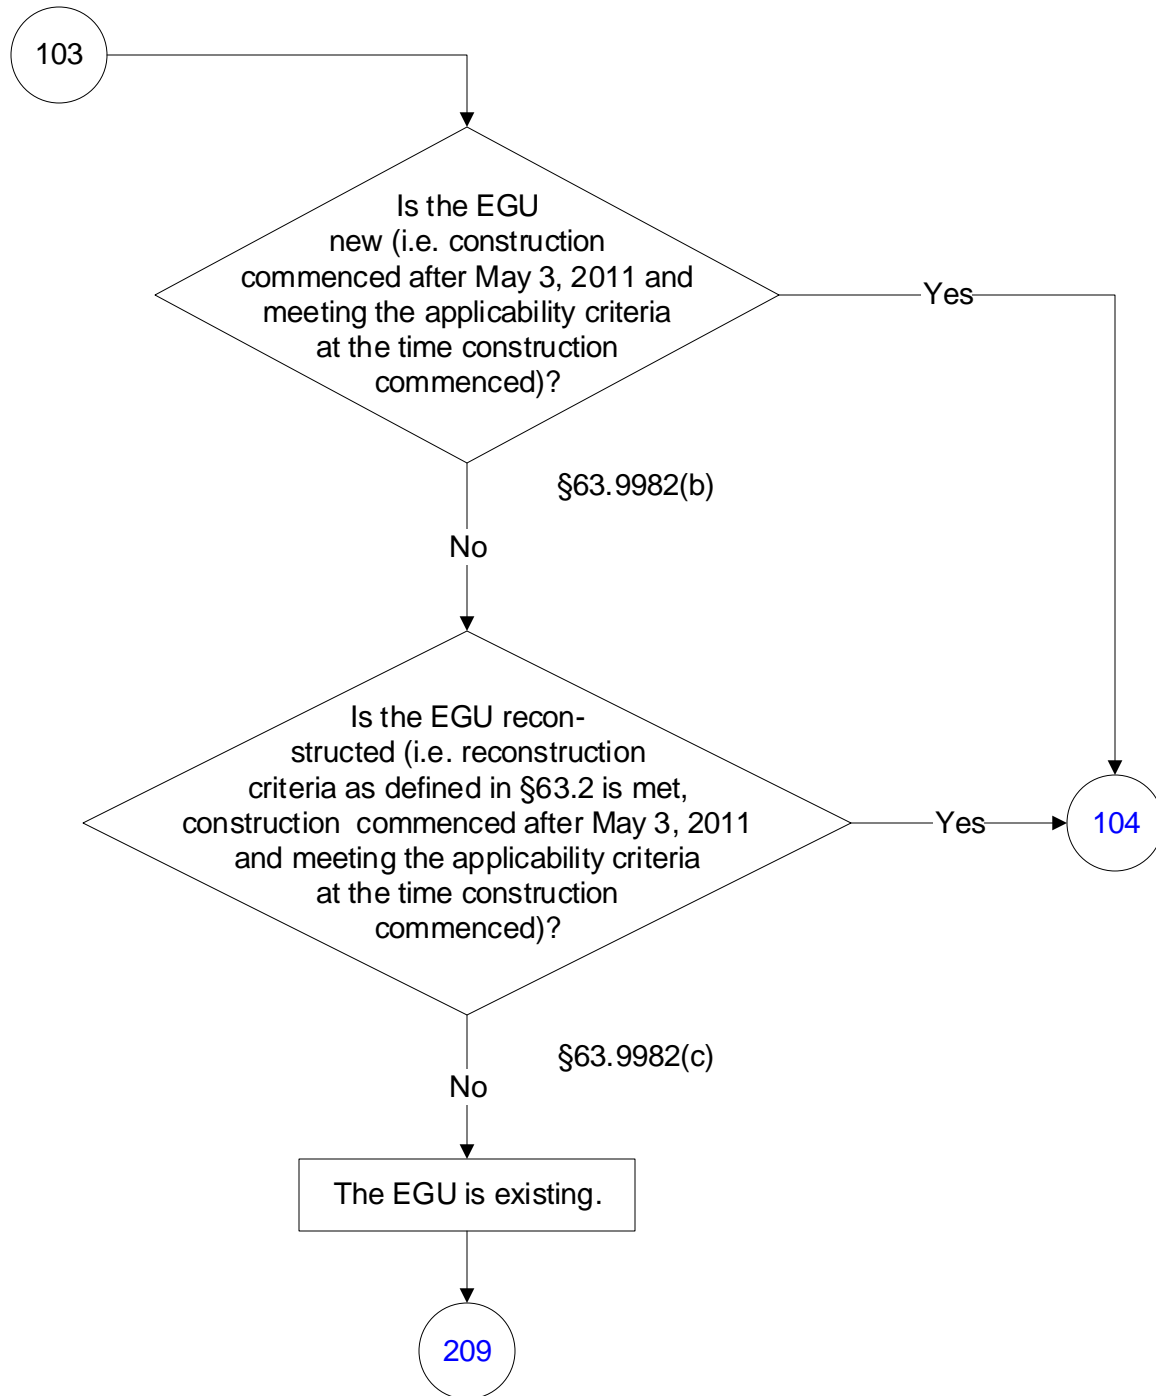 103
Is the EGU
new (i.e. construction
commenced after May 3, 2011 and
meeting the applicability criteria
at the time construction
commenced)?
Yes
§63.9982(b)
No
Is the EGU recon-
structed (i.e. reconstruction
criteria as defined in §63.2 is met,
construction commenced after May 3, 2011
and meeting the applicability criteria
at the time construction
commenced)?
Yes
104
§63.9982(c)
No
The EGU is existing.
209